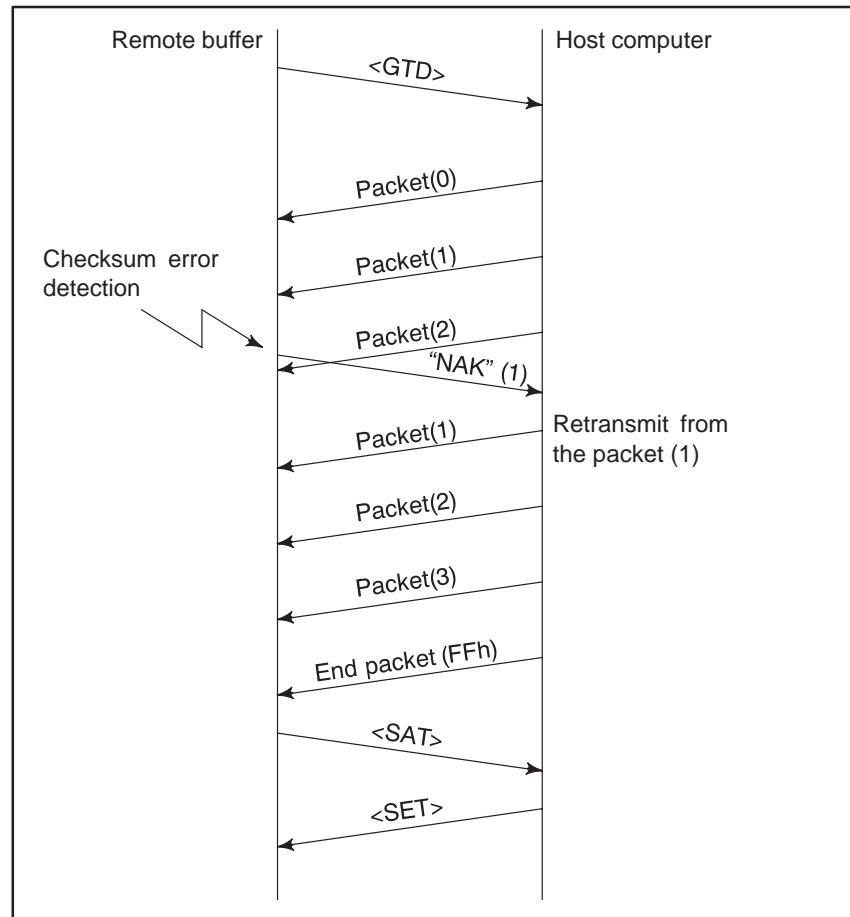 Remote buffer
Host computer
<GTD>
Packet(0)
Packet(1)
Checksum error
detection
Packet(2)
“NAK” (1)
Packet(1)
Retransmit from
the packet (1)
Packet(2)
Packet(3)
End packet (FFh)
<SAT>
<SET>